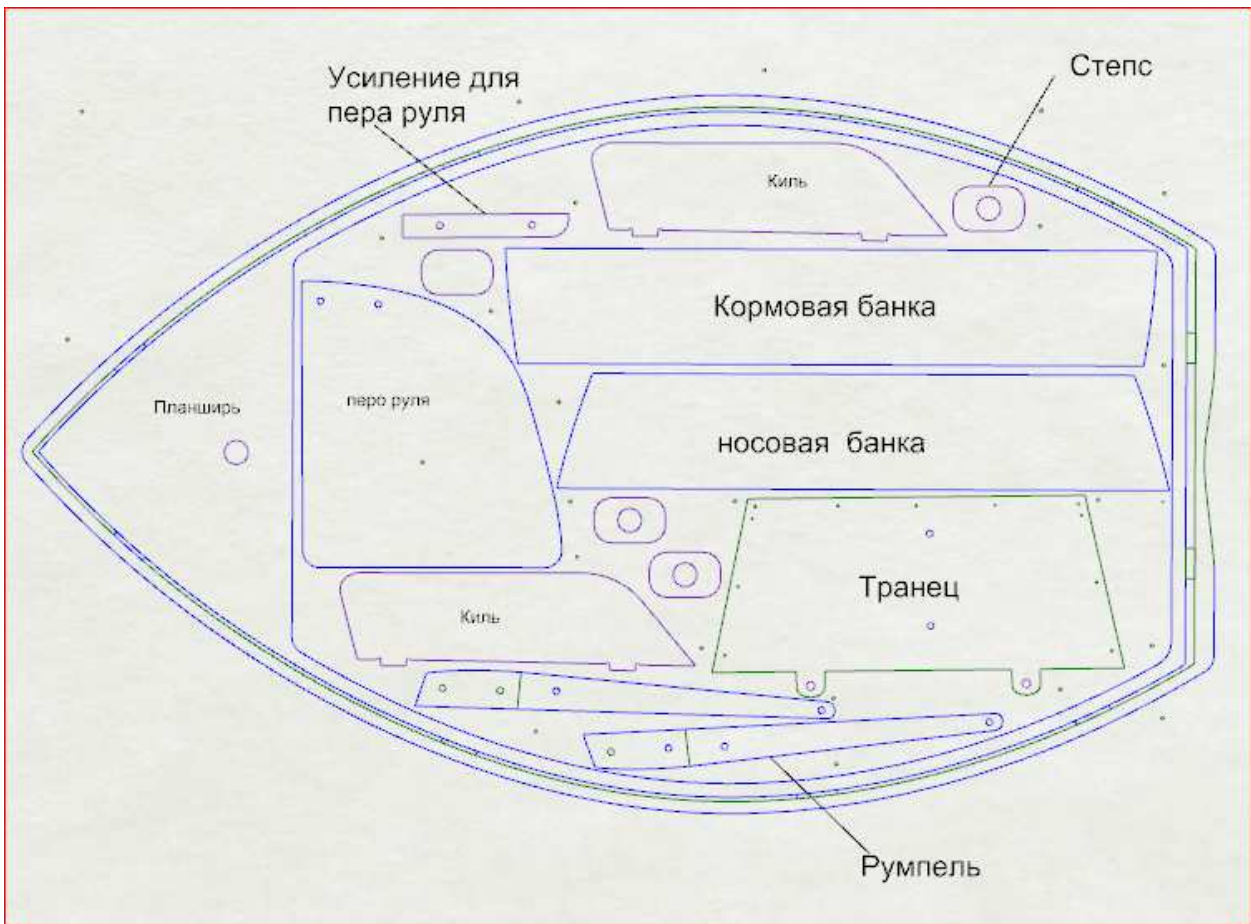 Усиление для
пера руля
Степс
Киль
Кормовая банка
Планширь
перо руля
носовая  банка
Транец
Киль
Румпель